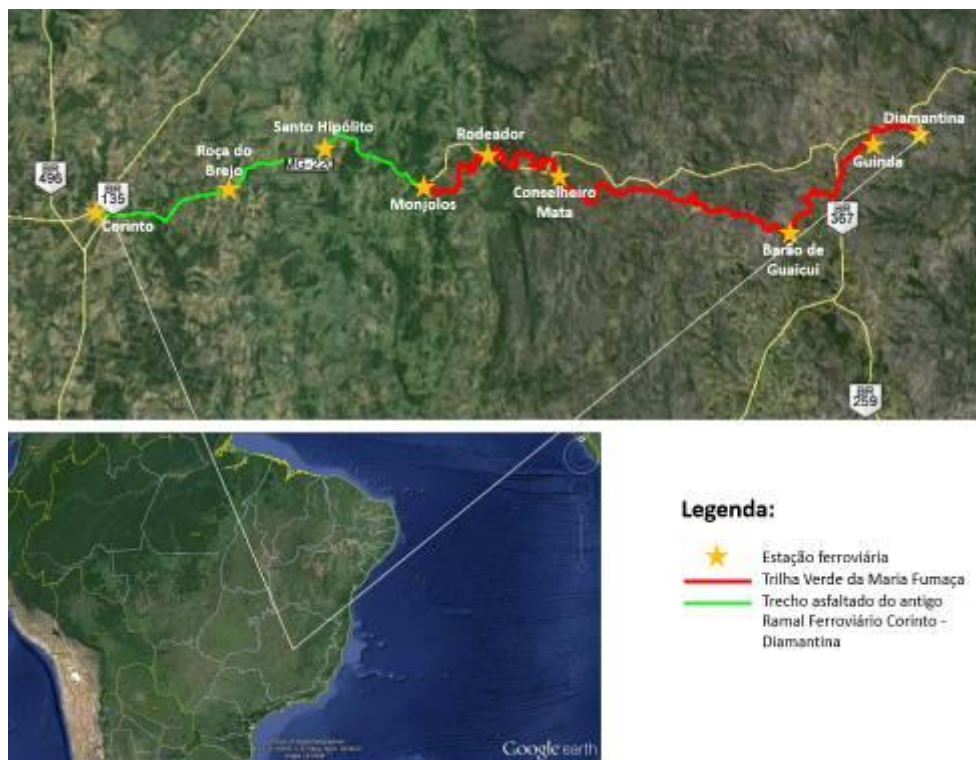 Diamantina
Santo Hipólito
Rodeador
Roça do
Brejo
MG-220
Guinda
BR
496
BR
135
Conselheiro
Mata
Monjolos
Corinto
BR
367
Barão de
Guaicuí
BR
259
Legenda:
Estação ferroviária
Trilha Verde da Maria Fumaça
Trecho asfaltado do antigo
Ramal Ferroviário Corinto -
Diamantina
Google earth